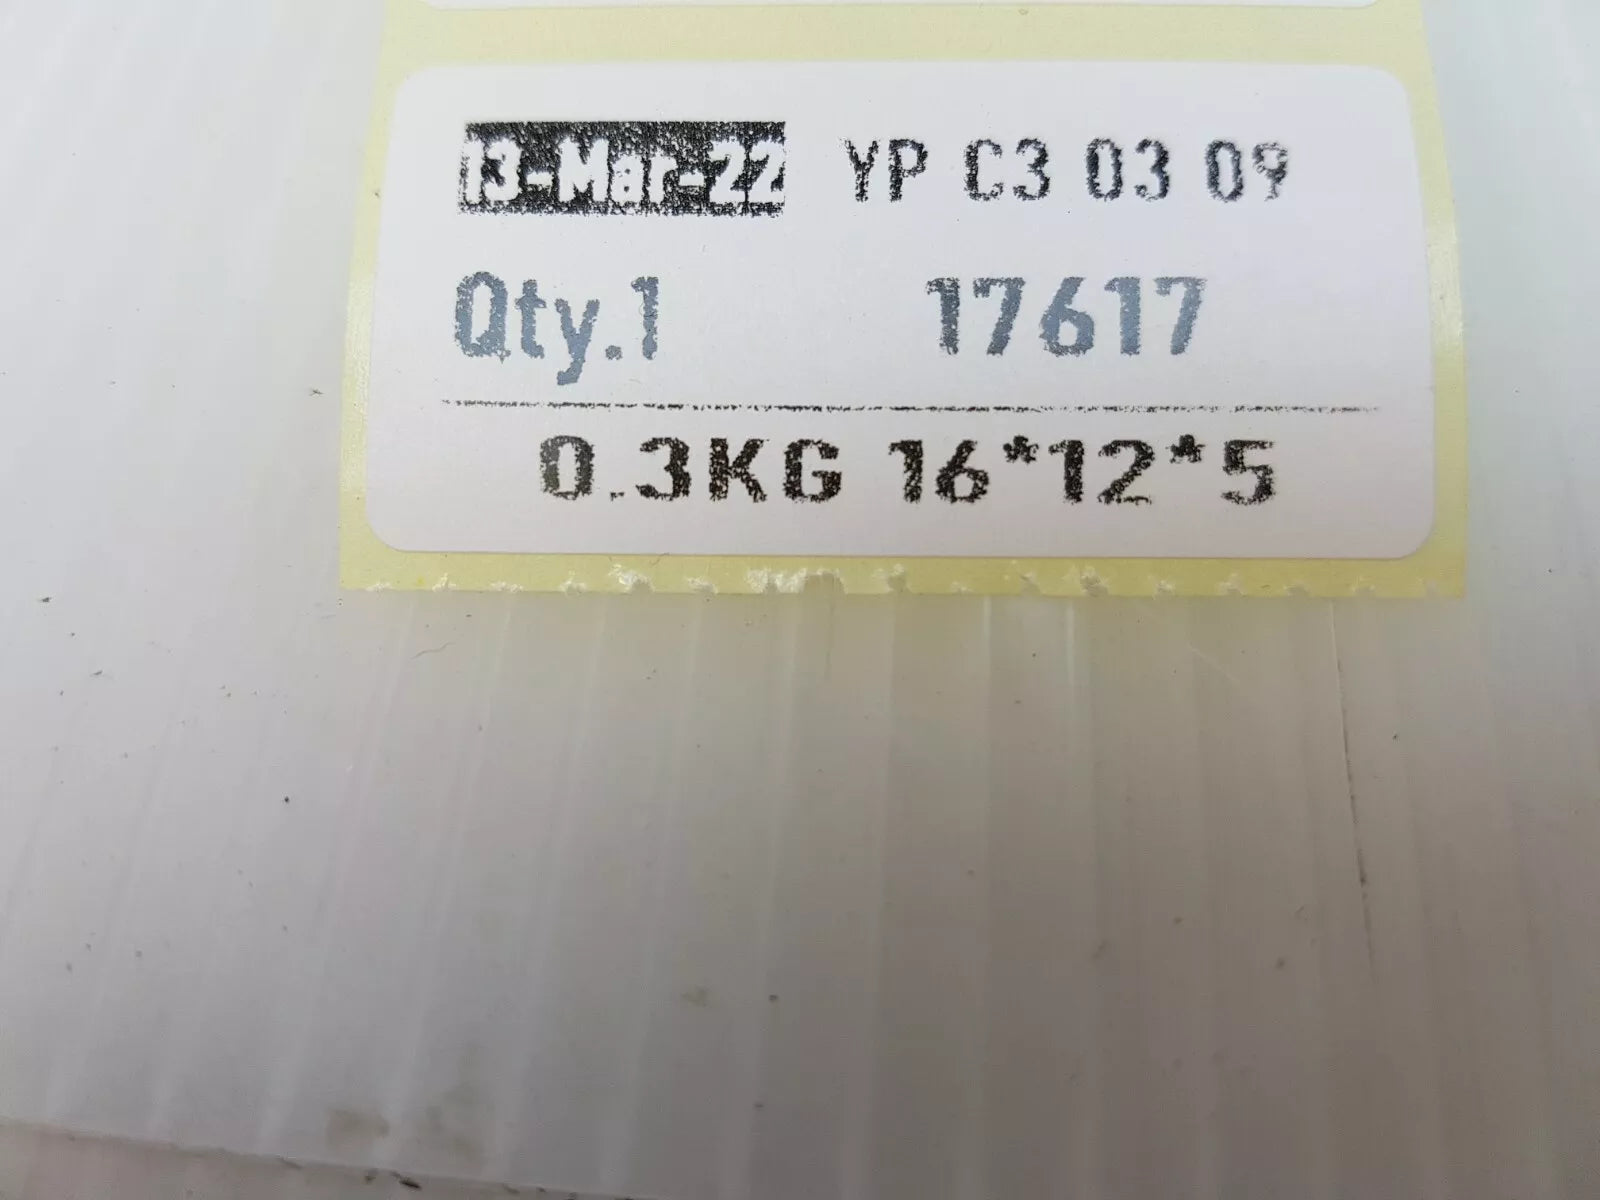 13-Mar-22 YP C3 03 09
Qty.1 17617
0.3KG 16*12*5